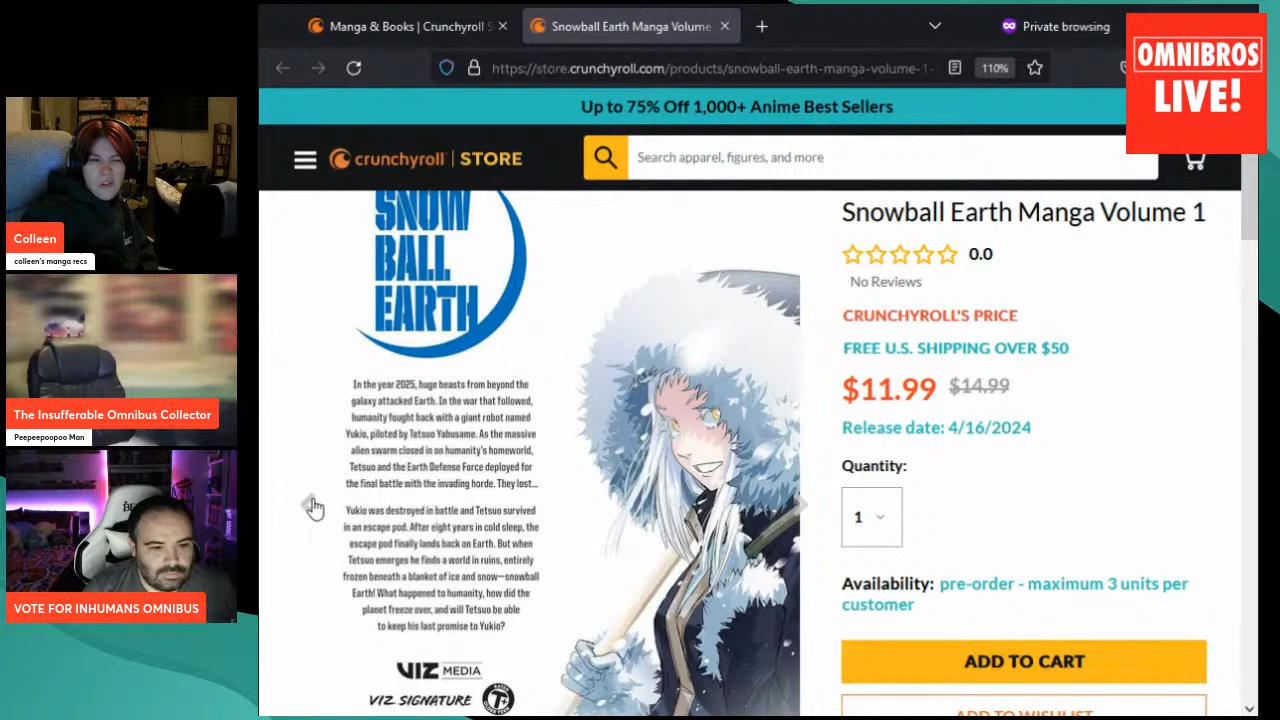 Manga & Books | Crunchyroll S
Snowball Earth Manga Volume
Private browsing
https://store.crunchyroll.com/products/snowball-earth-manga-volume-1-
110%
OMNIBROS
LIVE!
Up to 75% Off 1,000+ Anime Best Sellers
crunchyroll | STORE
Search apparel, figures, and more
Colleen
colleen's manga recs
The Insufferable Omnibus Collector
Peepeepoopoo Man
VOTE FOR INHUMANS OMNIBUS
SNOW
BALL
EARTH
In the year 2025, huge beasts from beyond the
galaxy attacked Earth. In the war that followed,
humanity fought back with a giant robot named
Yukio, piloted by Tetsuo Yabusame. As the massive
alien swarm closed in on humanity's homeworld,
Tetsuo and the Earth Defense Force deployed for
the final battle with the invading horde. They lost...
Yukio was destroyed in battle and Tetsuo survived
in an escape pod. After eight years in cold sleep, the
escape pod finally lands back on Earth. But when
Tetsuo emerges he finds a world in ruins, entirely
frozen beneath a blanket of ice and snow—snowball
Earth! What happened to humanity, how did the
planet freeze over, and will Tetsuo be able
to keep his last promise to Yukio?
VIZ MEDIA
VIZ SIGNATURE
T+
Snowball Earth Manga Volume 1
0.0
No Reviews
CRUNCHYROLL'S PRICE
FREE U.S. SHIPPING OVER $50
$11.99 $14.99
Release date: 4/16/2024
Quantity:
1
Availability: pre-order - maximum 3 units per
customer
ADD TO CART
ADD TO WISHLIST